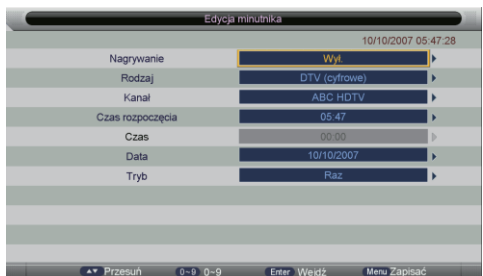 Edycja minutnika
10/10/2007 05:47:28
Nagrywanie Wył.
Rodzaj DTV (cyfrowe)
Kanał ABC HDTV
Czas rozpoczęcia 05:47
Czas 00:00
Data 10/10/2007
Tryb Raz
Przesuń 0~9 0~9 Enter Wejdź Menu Zapisać